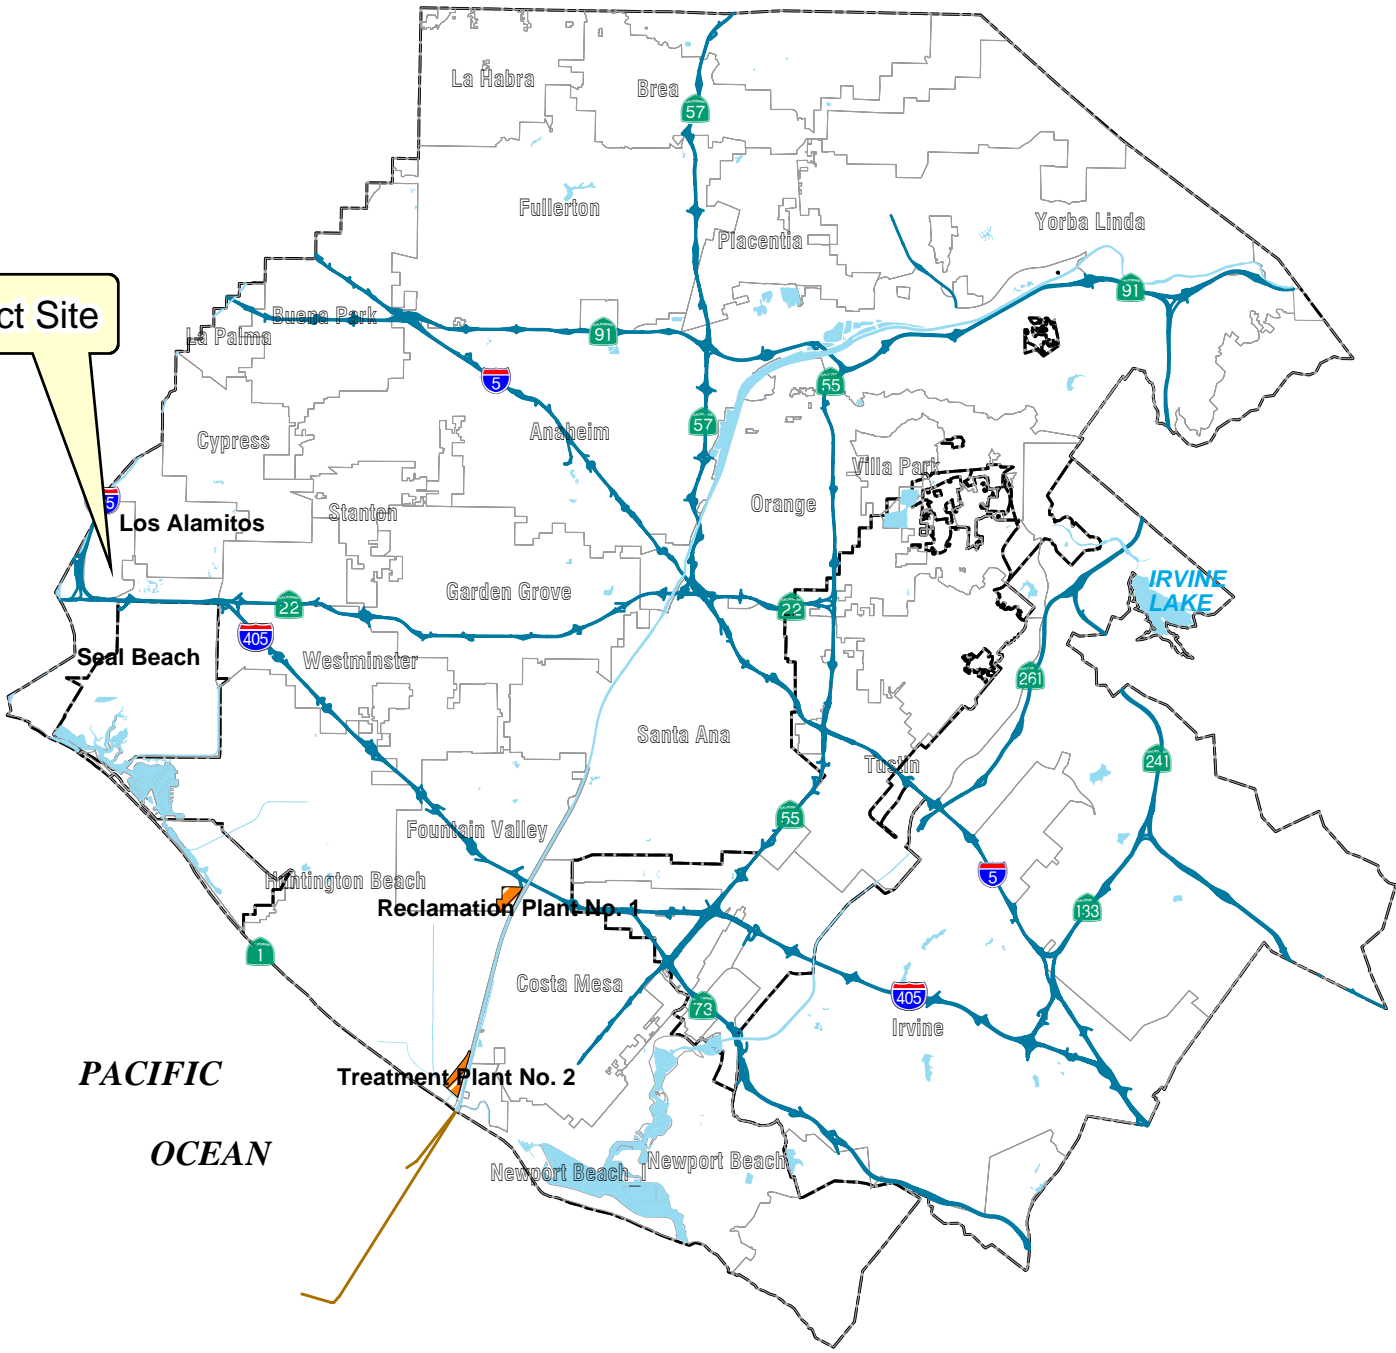 La Habra
Brea
57
Fullerton
Placentia
Yorba Linda
ct Site
Buena Park
La Palma
91
91
5
55
57
Anaheim
Cypress
Villa Park
Orange
5
Los Alamitos
Stanton
IRVINE
LAKE
Garden Grove
22
22
405
Seal Beach
Westminster
261
Santa Ana
Tustin
241
55
Fountain Valley
5
Huntington Beach
Reclamation Plant No. 1
133
1
Costa Mesa
405
73
Irvine
PACIFIC
Treatment Plant No. 2
OCEAN
Newport Beach_I
Newport Beach